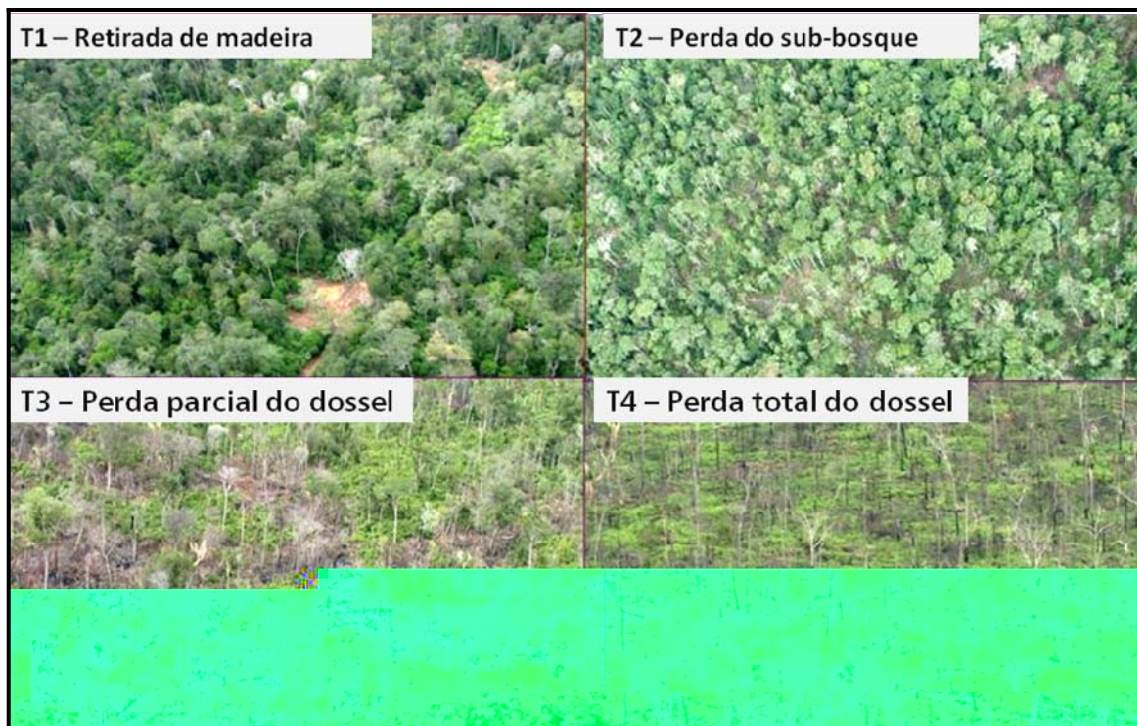 T1 – Retirada de madeira
T2 – Perda do sub-bosque
T3 – Perda parcial do dossel
T4 – Perda total do dossel